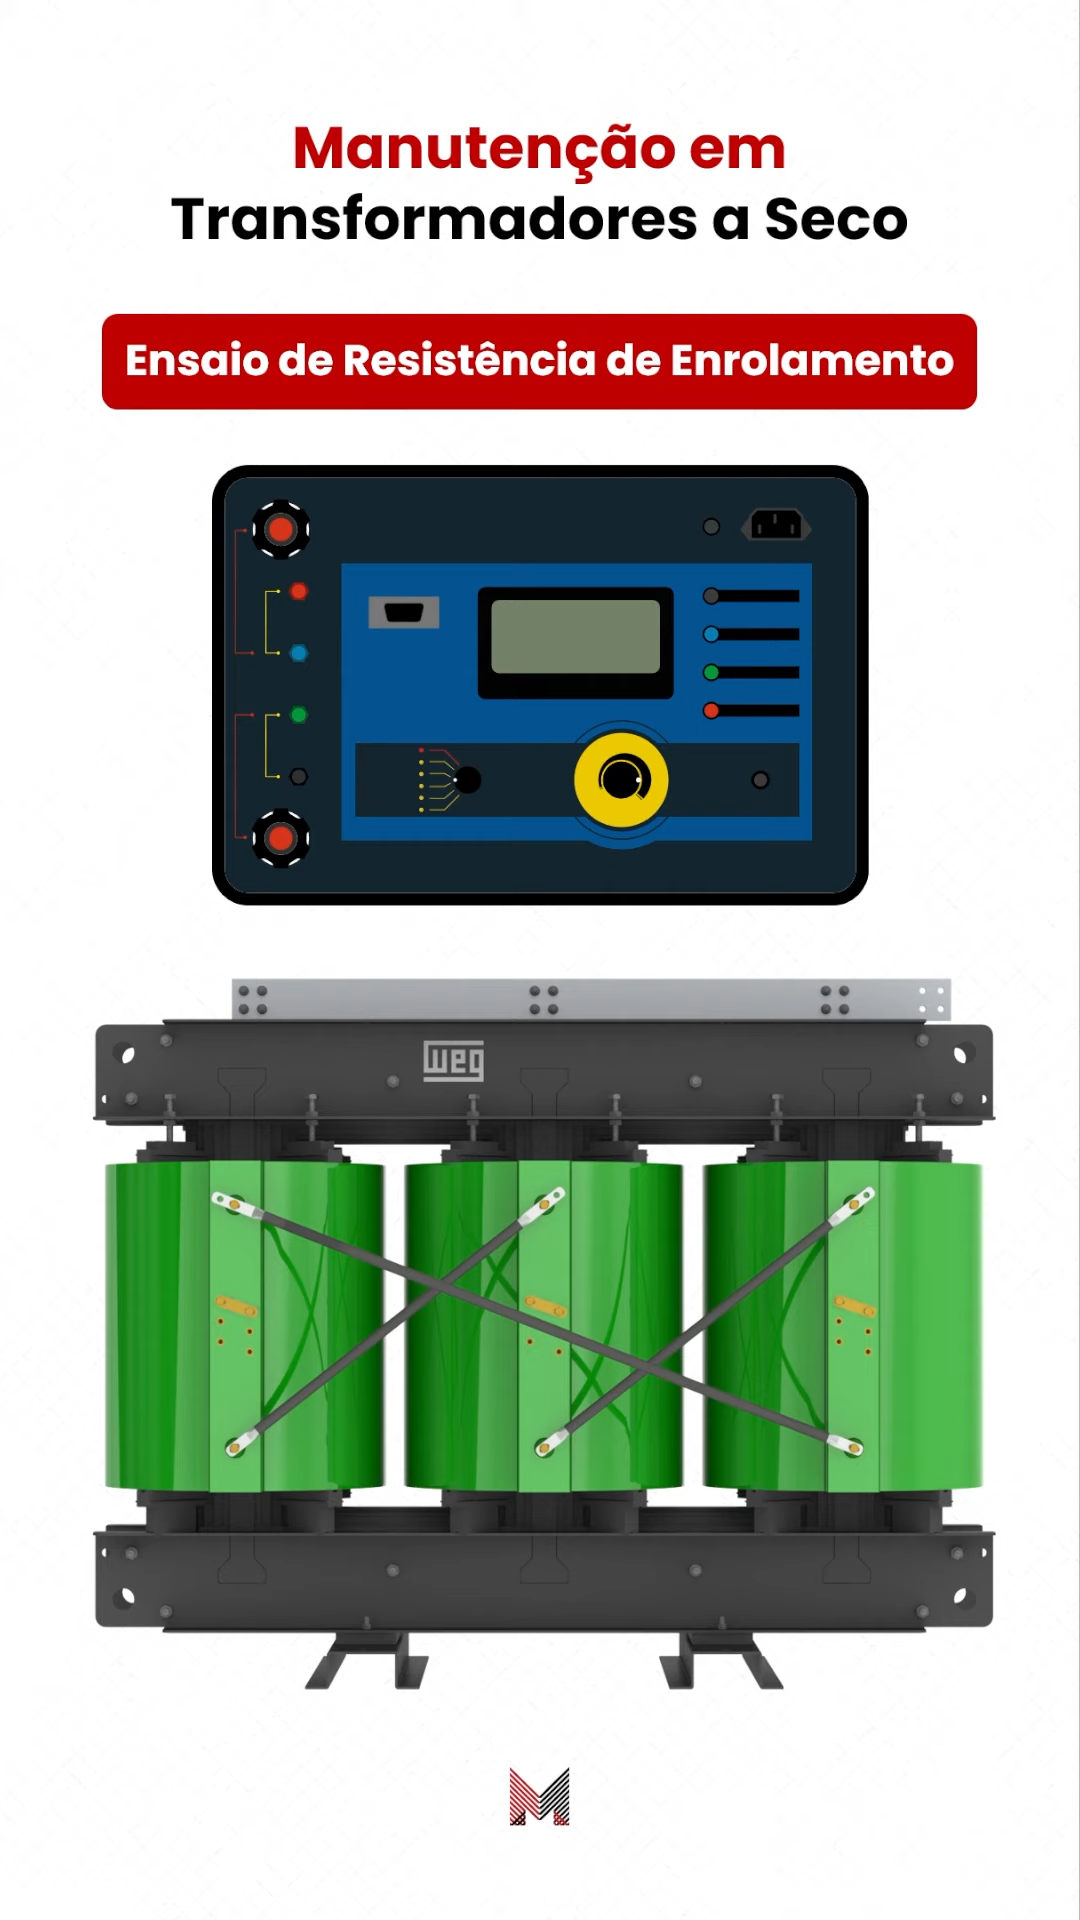 Manutenção em
Transformadores a Seco
Ensaio de Resistência de Enrolamento
weg
M